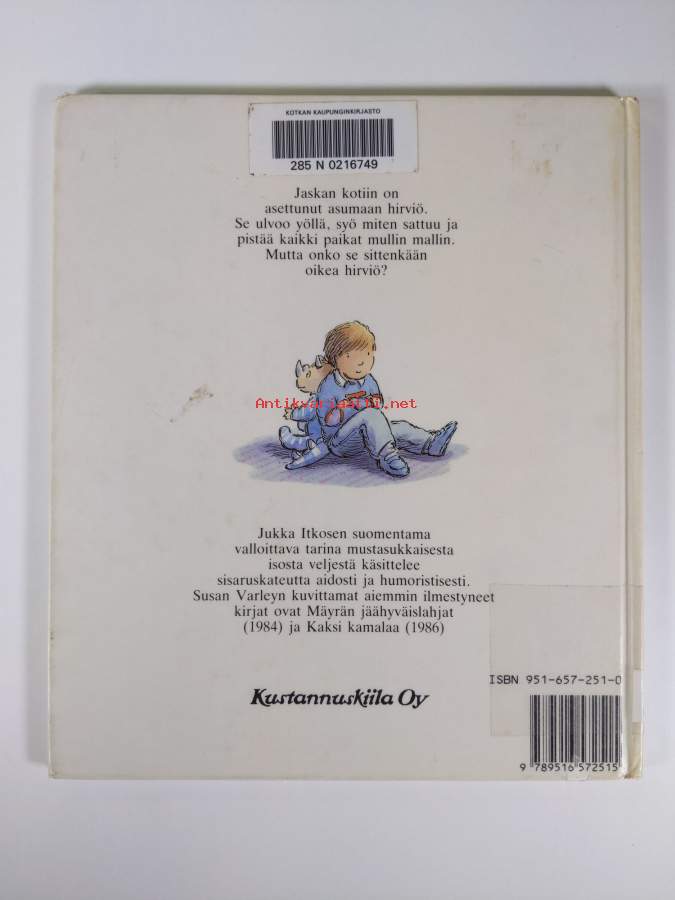 KOTKAN KAUPUNGINKIRJASTO
285 N 0216749
Jaskan kotiin on
asettunut asumaan hirviö.
Se ulvoo yöllä, syö miten sattuu ja
pistää kaikki paikat mullin mallin.
Mutta onko se sittenkään
oikea hirviö?
Antikvariaatti.net
Jukka Itkosen suomentama
valloittava tarina mustasukkaisesta
isosta veljestä käsittelee
sisaruskateutta aidosti ja humoristisesti.
Susan Varleyn kuvittamat aiemmin ilmestyneet
kirjat ovat Mäyrän jäähyväislahjat
(1984) ja Kaksi kamalaa (1986)
ISBN 951-657-251-0
Kustannuskiila Oy
9 789516 572515